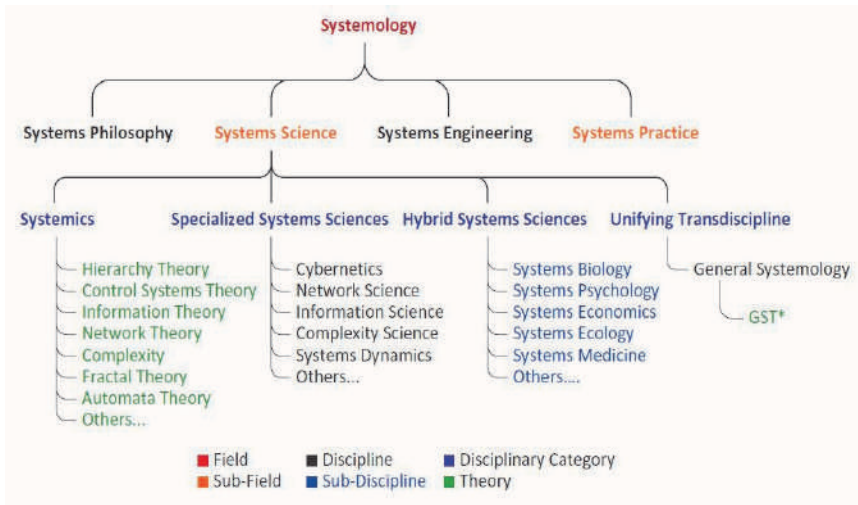 Systemology
Systems Philosophy Systems Science Systems Engineering Systems Practice
Systemics Specialized Systems Sciences Hybrid Systems Sciences Unifying Transdiscipline
Hierarchy Theory
Control Systems Theory
Information Theory
Network Theory
Complexity
Fractal Theory
Automata Theory
Others...
Cybernetics
Network Science
Information Science
Complexity Science
Systems Dynamics
Others...
Systems Biology
Systems Psychology
Systems Economics
Systems Ecology
Systems Medicine
Others....
General Systemology
GST*
Field Discipline Disciplinary Category
Sub-Field Sub-Discipline Theory